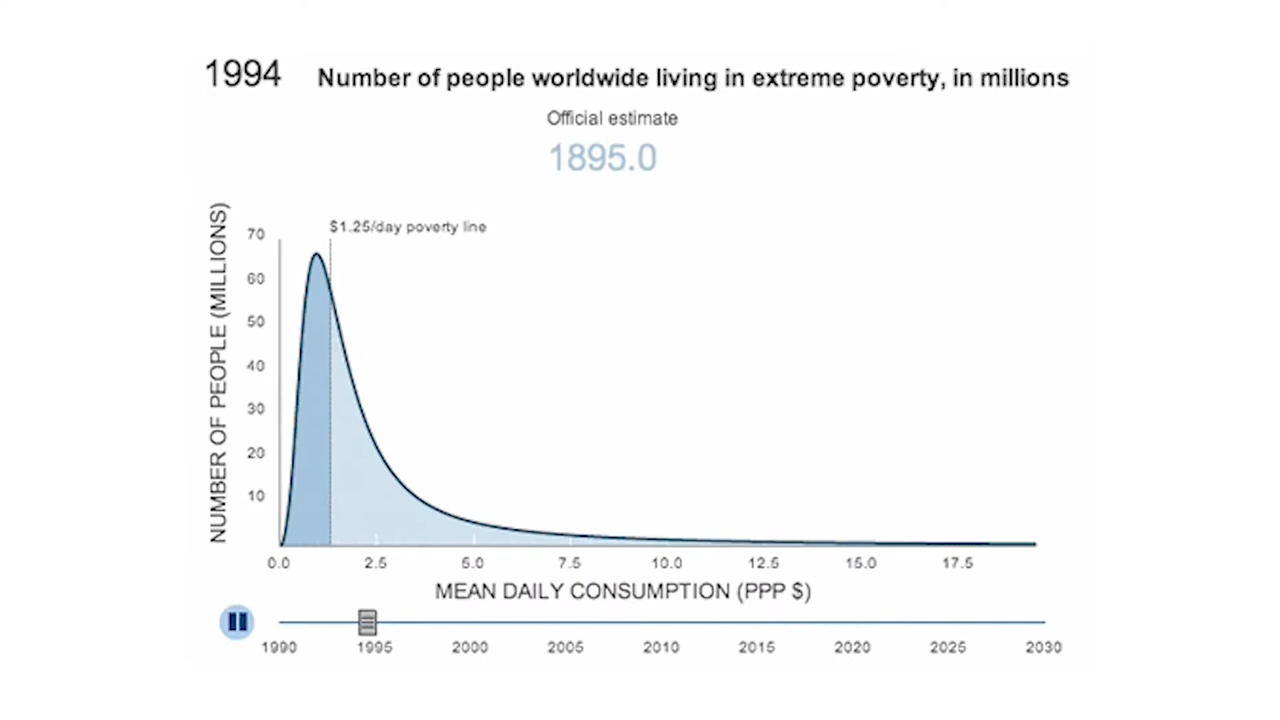 1994 Number of people worldwide living in extreme poverty, in millions
Official estimate
1895.0
$1.25/day poverty line
NUMBER OF PEOPLE (MILLIONS)
70
60
50
40
30
20
10
0.0 2.5 5.0 7.5 10.0 12.5 15.0 17.5
MEAN DAILY CONSUMPTION (PPP $)
1990 1995 2000 2005 2010 2015 2020 2025 2030